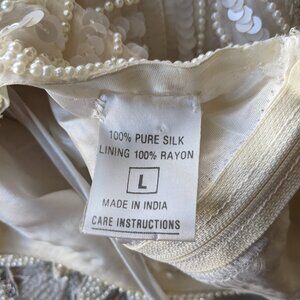 100% PURE SILK
LINING 100% RAYON
L
MADE IN INDIA
CARE INSTRUCTIONS